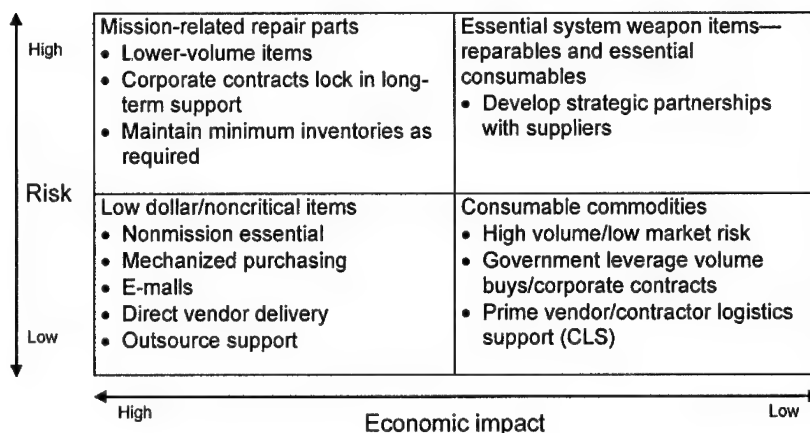 High
Risk
Low
Mission-related repair parts
• Lower-volume items
• Corporate contracts lock in long-
term support
• Maintain minimum inventories as
required
Essential system weapon items—
reparables and essential
consumables
• Develop strategic partnerships
with suppliers
Low dollar/noncritical items
• Nonmission essential
• Mechanized purchasing
• E-malls
• Direct vendor delivery
• Outsource support
Consumable commodities
• High volume/low market risk
• Government leverage volume
buys/corporate contracts
• Prime vendor/contractor logistics
support (CLS)
High
Economic impact
Low